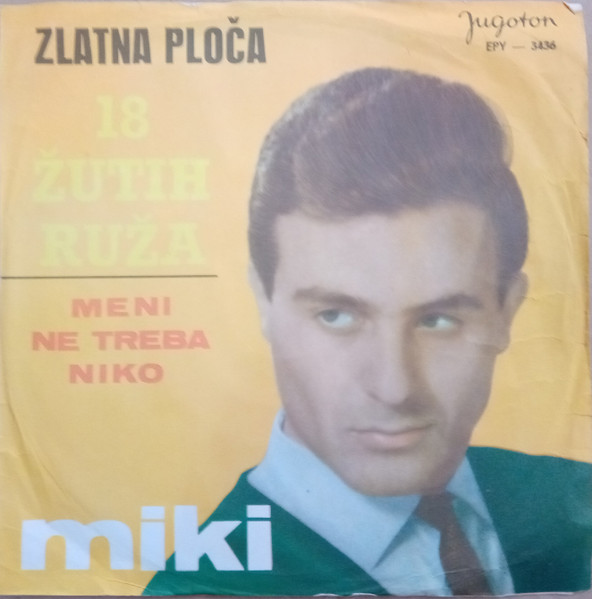 Jugoton
EPY — 3436
ZLATNA PLOČA
18
ŽUTIH
RUŽA
MENI
NE TREBA
NIKO
miki